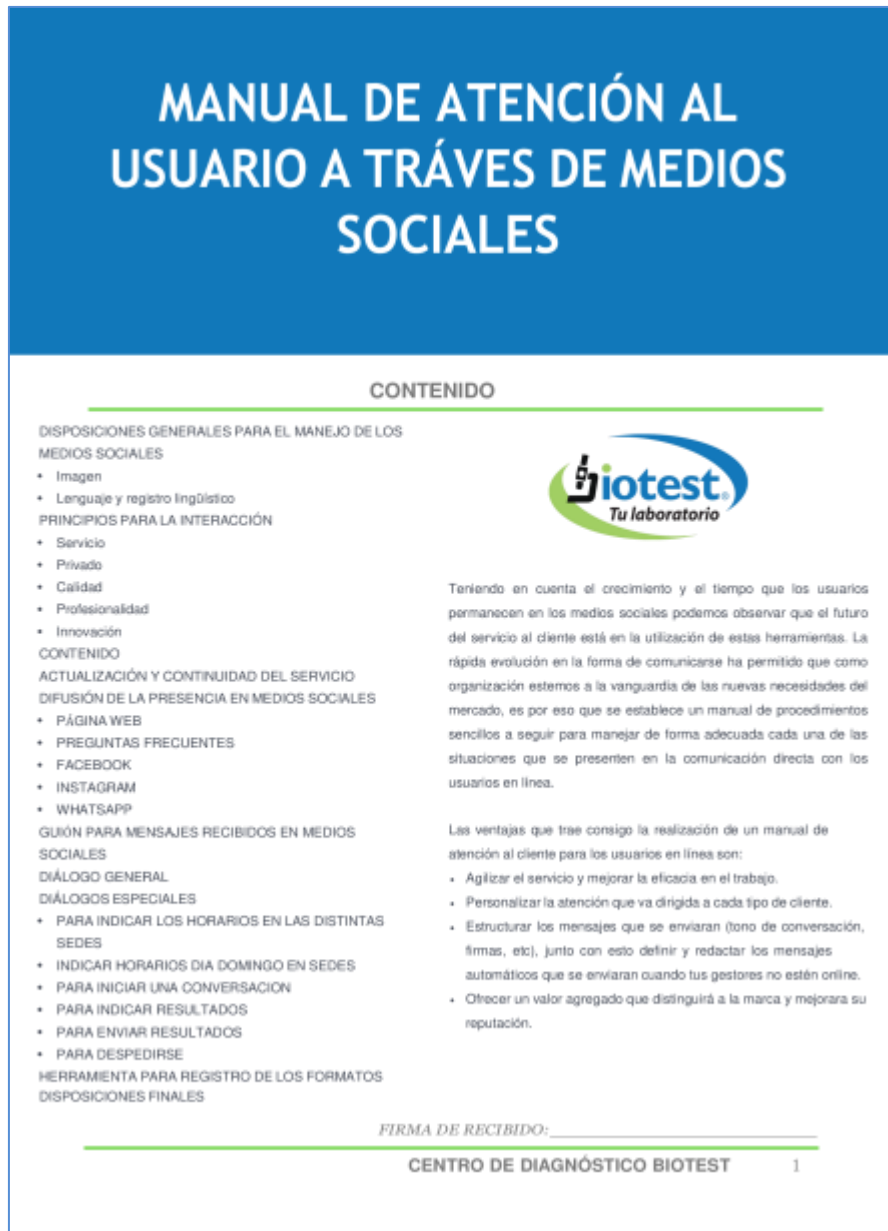 MANUAL DE ATENCIÓN AL
USUARIO A TRÁVES DE MEDIOS
SOCIALES
CONTENIDO
DISPOSICIONES GENERALES PARA EL MANEJO DE LOS
MEDIOS SOCIALES
• Imagen
• Lenguaje y registro lingüístico
PRINCIPIOS PARA LA INTERACCIÓN
• Servicio
• Privado
• Calidad
• Profesionalidad
• Innovación
CONTENIDO
ACTUALIZACIÓN Y CONTINUIDAD DEL SERVICIO
DIFUSIÓN DE LA PRESENCIA EN MEDIOS SOCIALES
• PÁGINA WEB
• PREGUNTAS FRECUENTES
• FACEBOOK
• INSTAGRAM
• WHATSAPP
GUIÓN PARA MENSAJES RECIBIDOS EN MEDIOS
SOCIALES
DIÁLOGO GENERAL
DIÁLOGOS ESPECIALES
• PARA INDICAR LOS HORARIOS EN LAS DISTINTAS
SEDES
• INDICAR HORARIOS DIA DOMINGO EN SEDES
• PARA INICIAR UNA CONVERSACION
• PARA INDICAR RESULTADOS
• PARA ENVIAR RESULTADOS
• PARA DESPEDIRSE
HERRAMIENTA PARA REGISTRO DE LOS FORMATOS
DISPOSICIONES FINALES
biotest®
Tu laboratorio
Teniendo en cuenta el crecimiento y el tiempo que los usuarios
permanecen en los medios sociales podemos observar que el futuro
del servicio al cliente está en la utilización de estas herramientas. La
rápida evolución en la forma de comunicarse ha permitido que como
organización estemos a la vanguardia de las nuevas necesidades del
mercado, es por eso que se establece un manual de procedimientos
sencillos a seguir para manejar de forma adecuada cada una de las
situaciones que se presenten en la comunicación directa con los
usuarios en línea.
Las ventajas que trae consigo la realización de un manual de
atención al cliente para los usuarios en línea son:
• Agilizar el servicio y mejorar la eficacia en el trabajo.
• Personalizar la atención que va dirigida a cada tipo de cliente.
• Estructurar los mensajes que se enviaran (tono de conversación,
firmas, etc), junto con esto definir y redactar los mensajes
automáticos que se enviaran cuando tus gestores no estén online.
• Ofrecer un valor agregado que distinguirá a la marca y mejorara su
reputación.
FIRMA DE RECIBIDO:____________________
CENTRO DE DIAGNÓSTICO BIOTEST 1